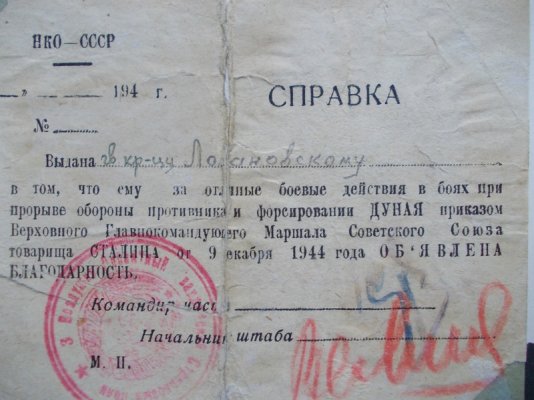 НКО—СССР
„ » 194 г.
СПРАВКА
№
Выдана гв кр-цу Лозановскому
в том, что ему за отличные боевые действия в боях при
прорыве обороны противника и форсировании ДУНАЯ приказом
Верховного Главнокомандующего Маршала Советского Союза
товарища СТАЛИНА от 9 декабря 1944 года ОБ'ЯВЛЕНА
БЛАГОДАРНОСТЬ.
Командир части
Начальник штаба
М. П.